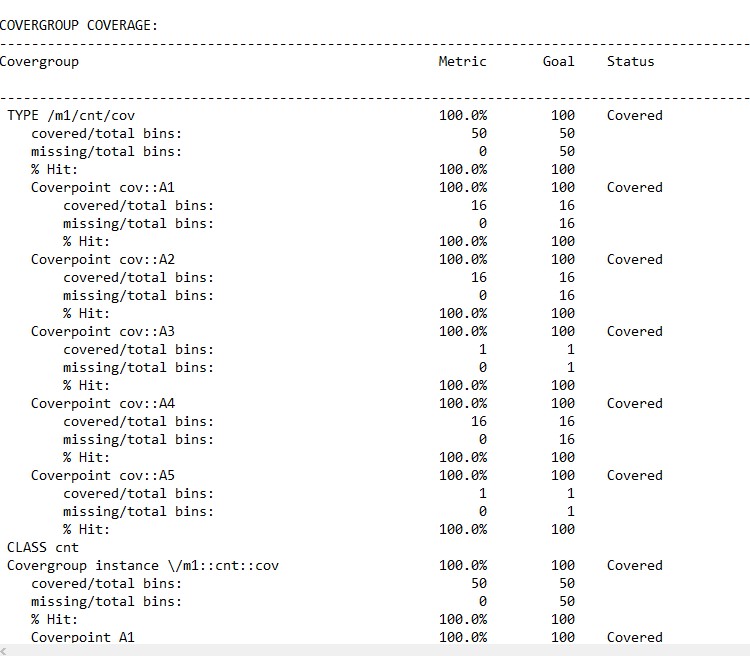 COVERGROUP COVERAGE:
----------------------------------------------------------------------------------------------
Covergroup Metric Goal Status
----------------------------------------------------------------------------------------------
TYPE /m1/cnt/cov 100.0% 100 Covered
covered/total bins: 50 50
missing/total bins: 0 50
% Hit: 100.0% 100
Coverpoint cov::A1 100.0% 100 Covered
covered/total bins: 16 16
missing/total bins: 0 16
% Hit: 100.0% 100
Coverpoint cov::A2 100.0% 100 Covered
covered/total bins: 16 16
missing/total bins: 0 16
% Hit: 100.0% 100
Coverpoint cov::A3 100.0% 100 Covered
covered/total bins: 1 1
missing/total bins: 0 1
% Hit: 100.0% 100
Coverpoint cov::A4 100.0% 100 Covered
covered/total bins: 16 16
missing/total bins: 0 16
% Hit: 100.0% 100
Coverpoint cov::A5 100.0% 100 Covered
covered/total bins: 1 1
missing/total bins: 0 1
% Hit: 100.0% 100
CLASS cnt
Covergroup instance \/m1::cnt::cov 100.0% 100 Covered
covered/total bins: 50 50
missing/total bins: 0 50
% Hit: 100.0% 100
Coverpoint A1 100.0% 100 Covered